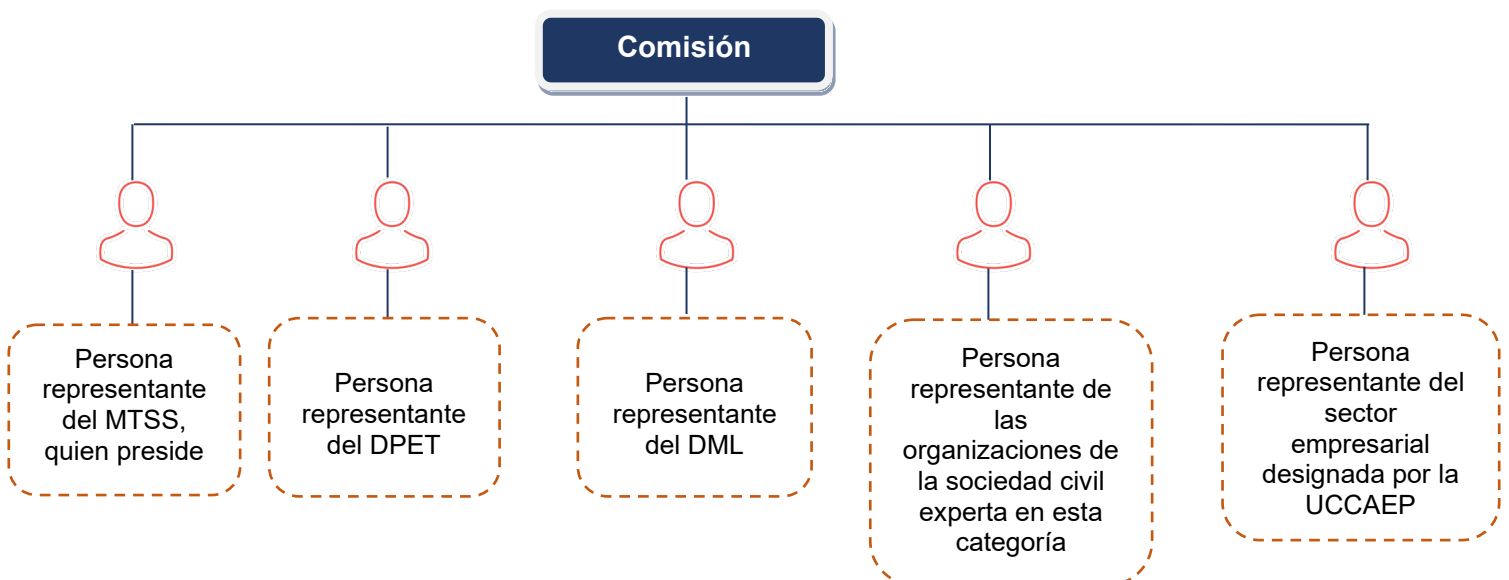 Comisión
Persona
representante
del MTSS,
quien preside
Persona
representante
del DPET
Persona
representante
del DML
Persona
representante de
las
organizaciones de
la sociedad civil
experta en esta
categoría
Persona
representante del
sector
empresarial
designada por la
UCCAEP